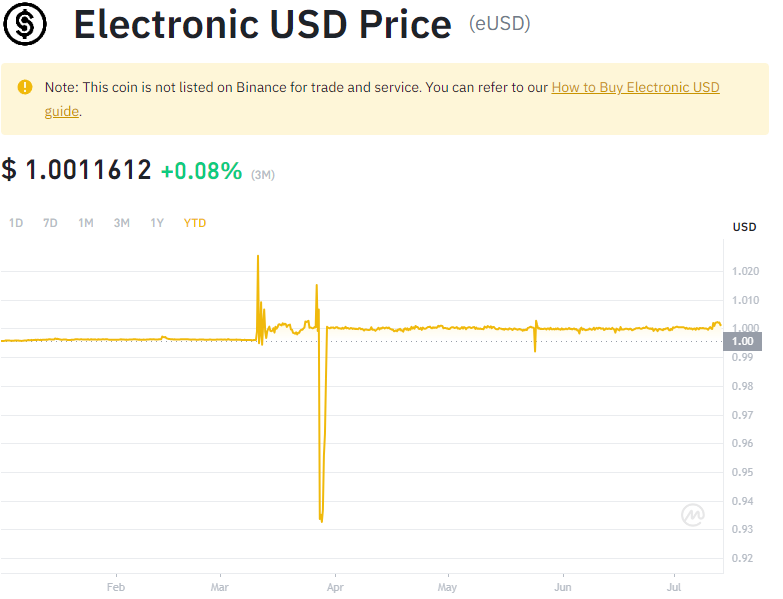 Electronic USD Price (eUSD)
Note: This coin is not listed on Binance for trade and service. You can refer to our How to Buy Electronic USD
guide.
$ 1.0011612 +0.08% (3M)
1D 7D 1M 3M 1Y YTD
USD
1.020
1.010
1.000
1.00
0.99
0.98
0.97
0.96
0.95
0.94
0.93
0.92
Feb Mar Apr May Jun Jul